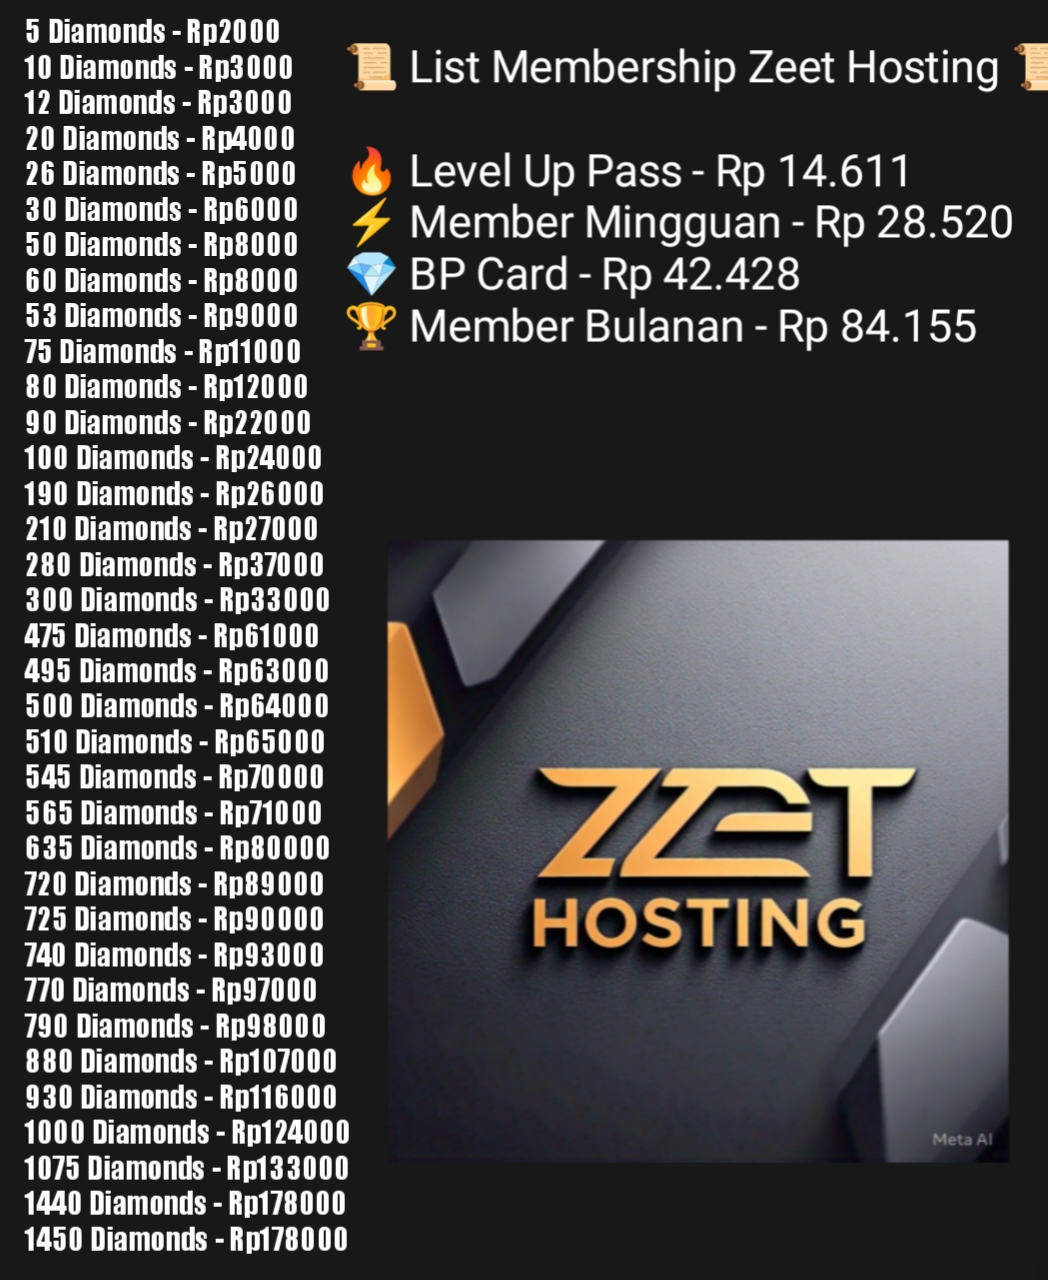 5 Diamonds - Rp2000
10 Diamonds - Rp3000
12 Diamonds - Rp3000
20 Diamonds - Rp4000
26 Diamonds - Rp5000
30 Diamonds - Rp6000
50 Diamonds - Rp8000
60 Diamonds - Rp8000
53 Diamonds - Rp9000
75 Diamonds - Rp11000
80 Diamonds - Rp12000
90 Diamonds - Rp22000
100 Diamonds - Rp24000
190 Diamonds - Rp26000
210 Diamonds - Rp27000
280 Diamonds - Rp37000
300 Diamonds - Rp33000
475 Diamonds - Rp61000
495 Diamonds - Rp63000
500 Diamonds - Rp64000
510 Diamonds - Rp65000
545 Diamonds - Rp70000
565 Diamonds - Rp71000
635 Diamonds - Rp80000
720 Diamonds - Rp89000
725 Diamonds - Rp90000
740 Diamonds - Rp93000
770 Diamonds - Rp97000
790 Diamonds - Rp98000
880 Diamonds - Rp107000
930 Diamonds - Rp116000
1000 Diamonds - Rp124000
1075 Diamonds - Rp133000
1440 Diamonds - Rp178000
1450 Diamonds - Rp178000
📜 List Membership Zeet Hosting 📜
🔥 Level Up Pass - Rp 14.611
⚡ Member Mingguan - Rp 28.520
💎 BP Card - Rp 42.428
🏆 Member Bulanan - Rp 84.155
ZZET
HOSTING
Meta AI